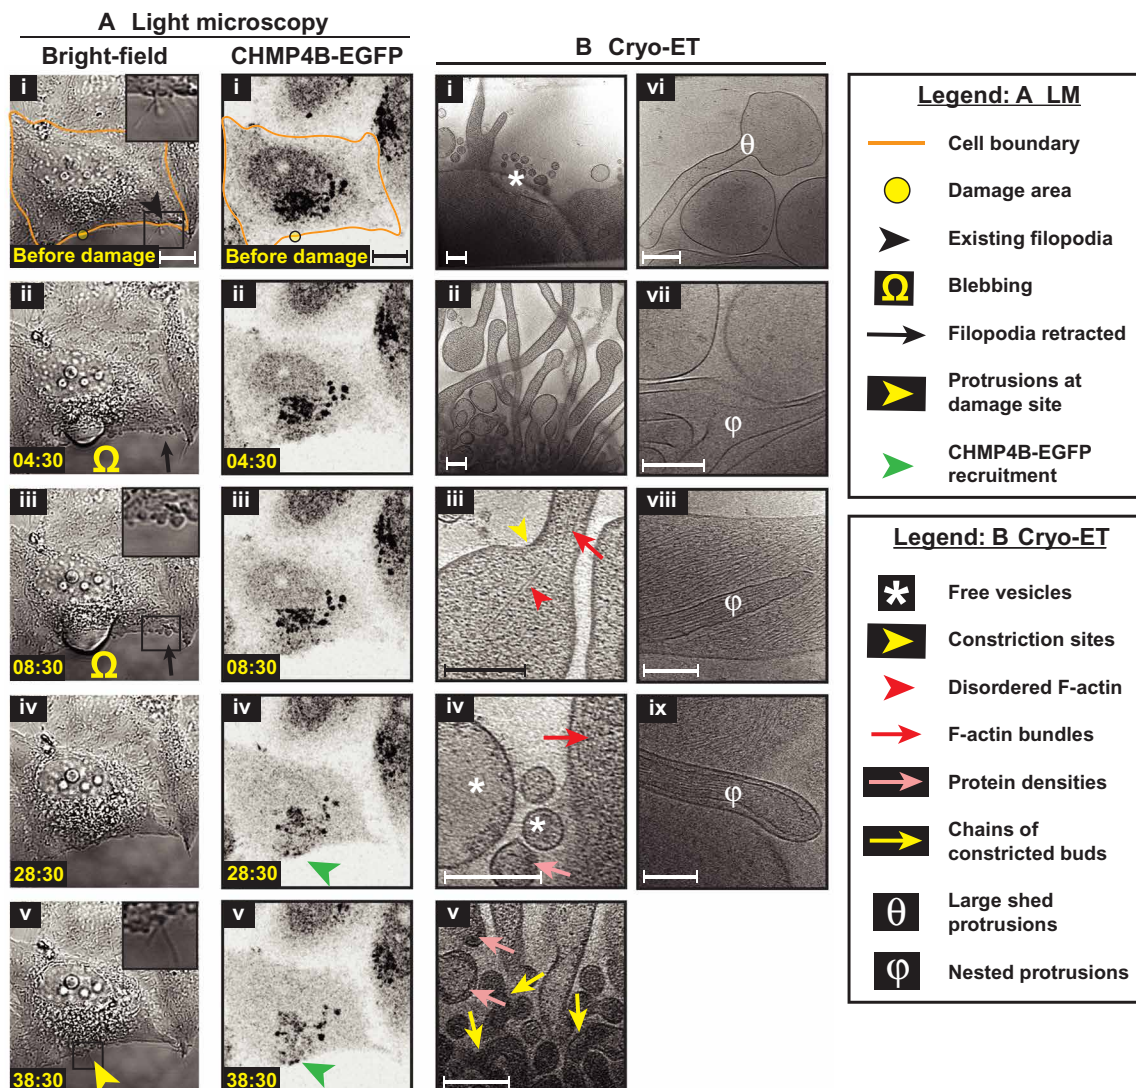 A Light microscopy
Bright-field
CHMP4B-EGFP
B Cryo-ET
i
Before damage
i
Before damage
i
*
vi
θ
ii
04:30
Ω
ii
04:30
ii
vii
φ
iii
08:30
Ω
iii
08:30
iii
viii
φ
iv
28:30
iv
28:30
iv
*
*
ix
φ
v
38:30
v
38:30
v
Legend: A LM
Cell boundary
Damage area
Existing filopodia
Ω Blebbing
Filopodia retracted
Protrusions at
damage site
CHMP4B-EGFP
recruitment
Legend: B Cryo-ET
* Free vesicles
Constriction sites
Disordered F-actin
F-actin bundles
Protein densities
Chains of
constricted buds
θ Large shed
protrusions
φ Nested protrusions